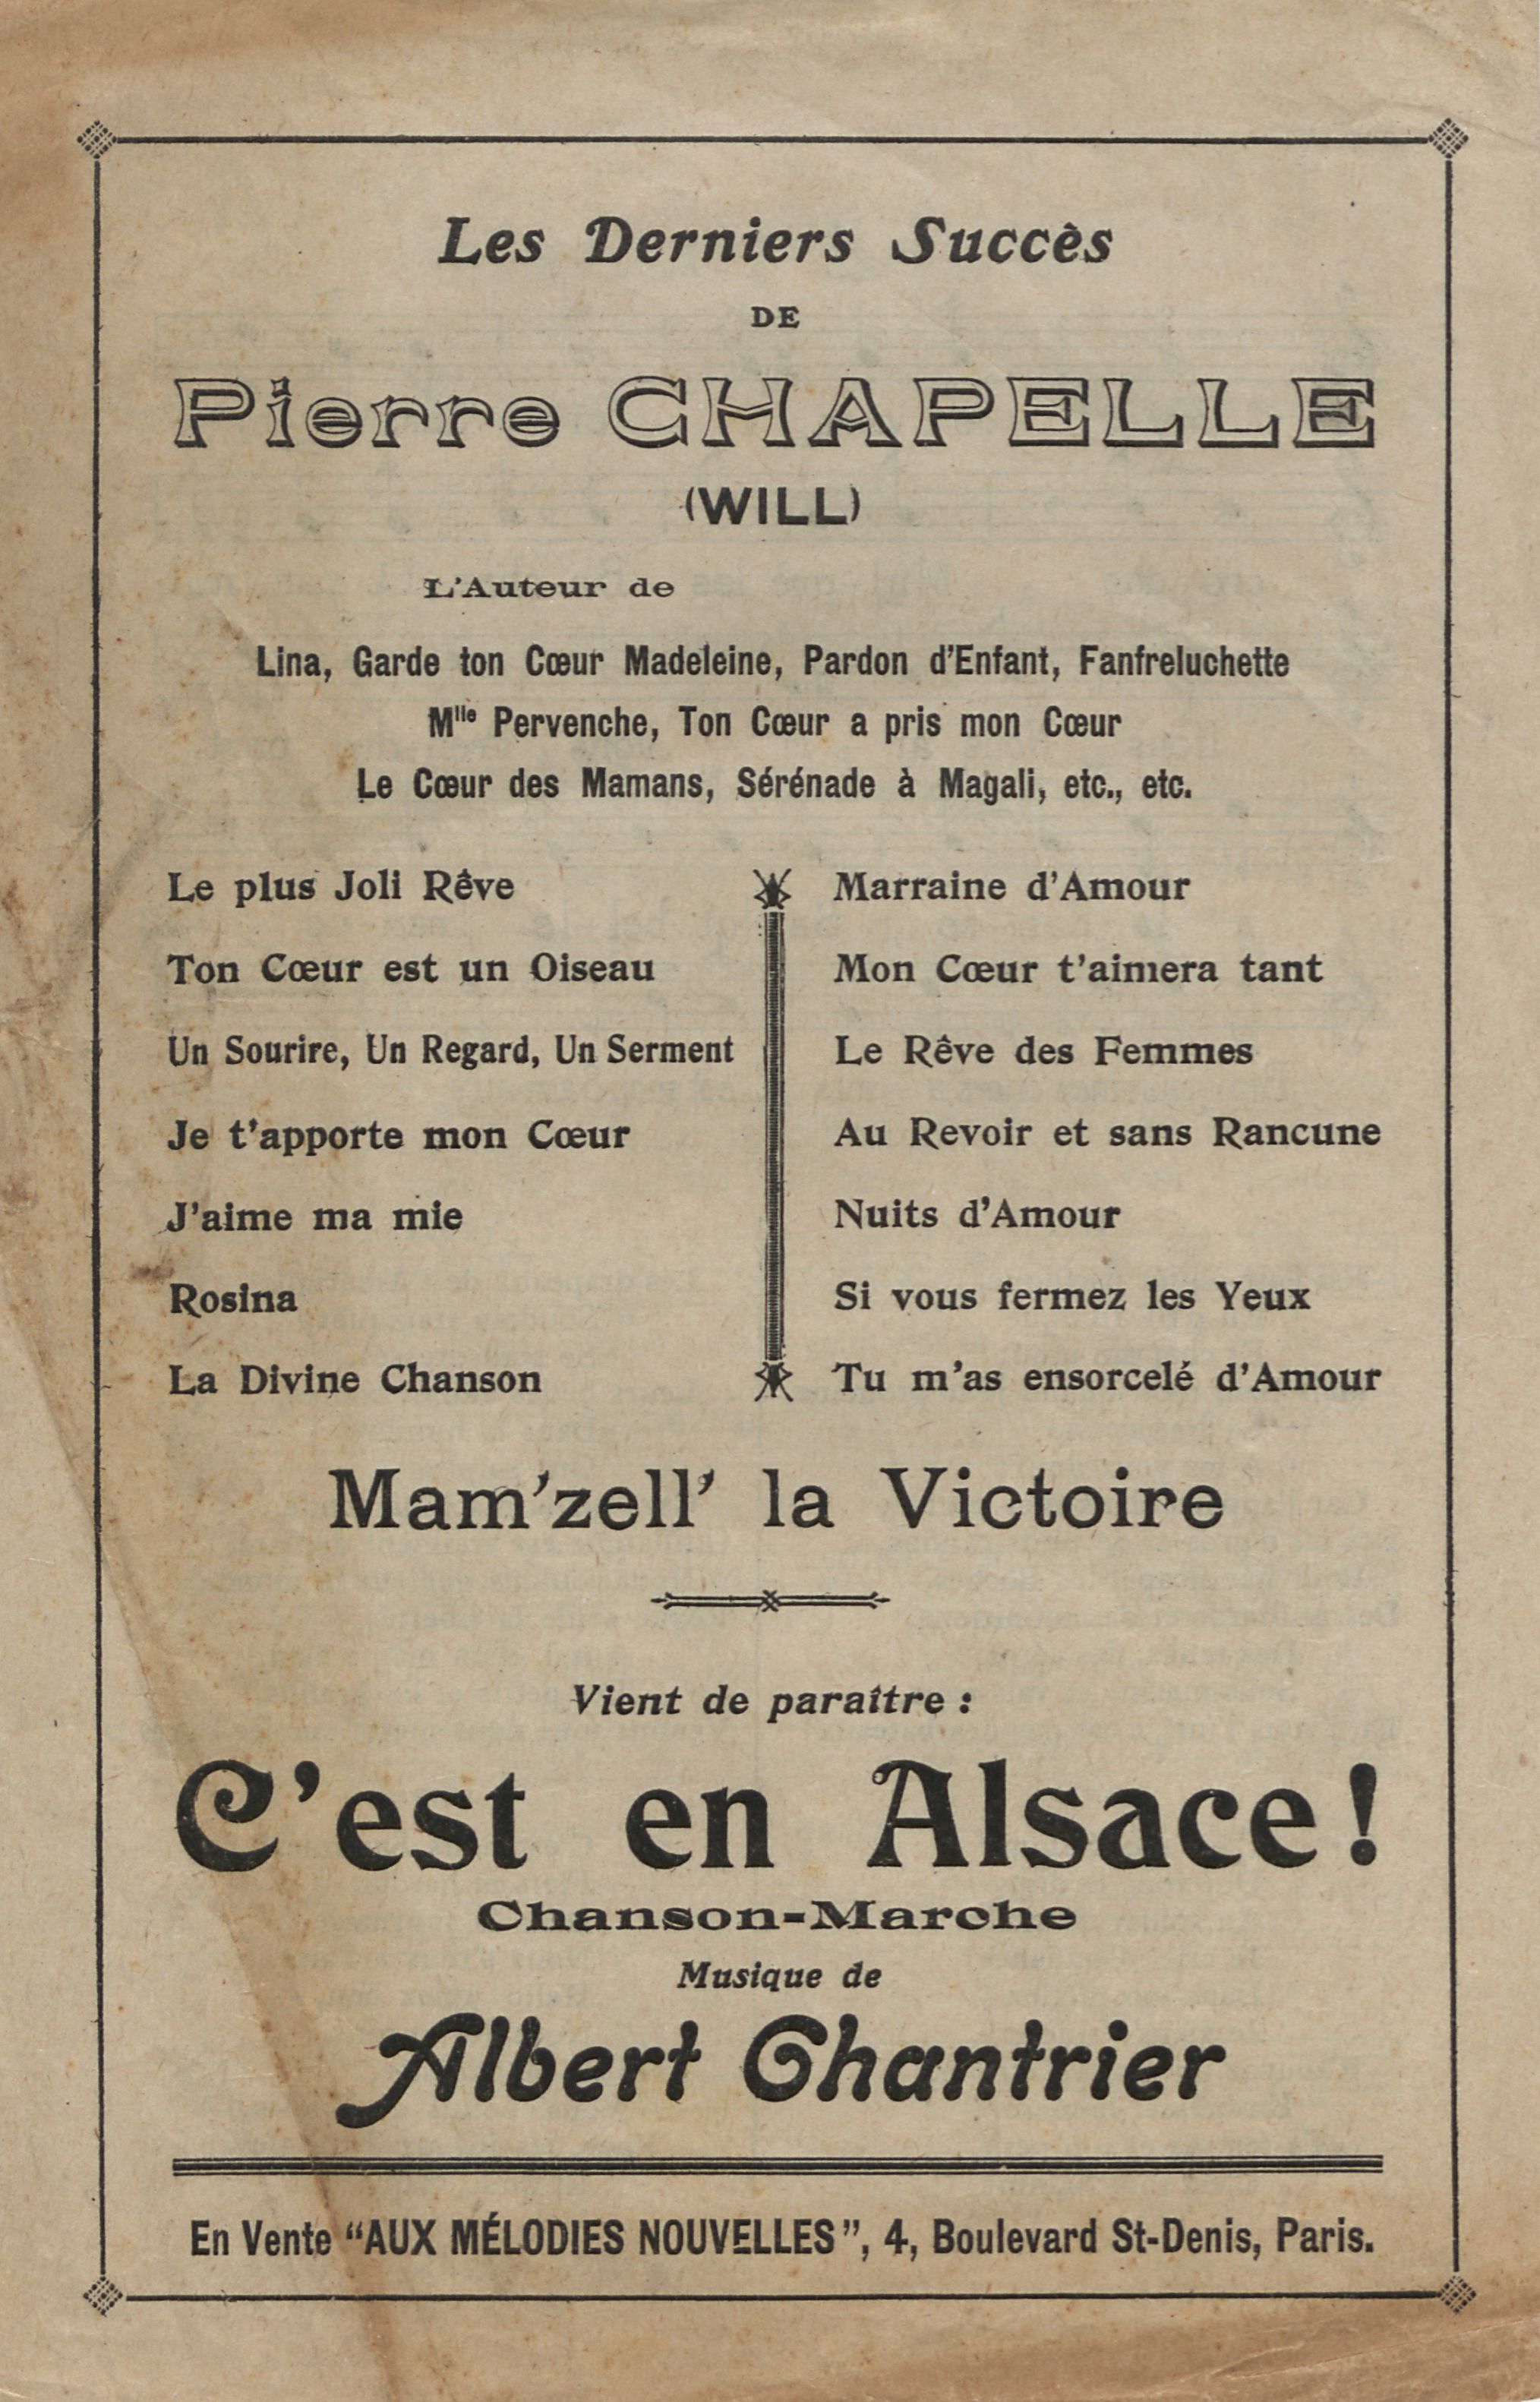 Les Derniers Succès
DE
Pierre CHAPELLE
(WILL)
L'Auteur de
Lina, Garde ton Cœur Madeleine, Pardon d'Enfant, Fanfreluchette
Mlle Pervenche, Ton Cœur a pris mon Cœur
Le Cœur des Mamans, Sérénade à Magali, etc., etc.
Le plus Joli Rêve
Ton Cœur est un Oiseau
Un Sourire, Un Regard, Un Serment
Je t'apporte mon Cœur
J'aime ma mie
Rosina
La Divine Chanson
Marraine d'Amour
Mon Cœur t'aimera tant
Le Rêve des Femmes
Au Revoir et sans Rancune
Nuits d'Amour
Si vous fermez les Yeux
Tu m'as ensorcelé d'Amour
Mam'zell' la Victoire
Vient de paraître :
C'est en Alsace !
Chanson-Marche
Musique de
Albert Chantrier
En Vente "AUX MÉLODIES NOUVELLES", 4, Boulevard St-Denis, Paris.